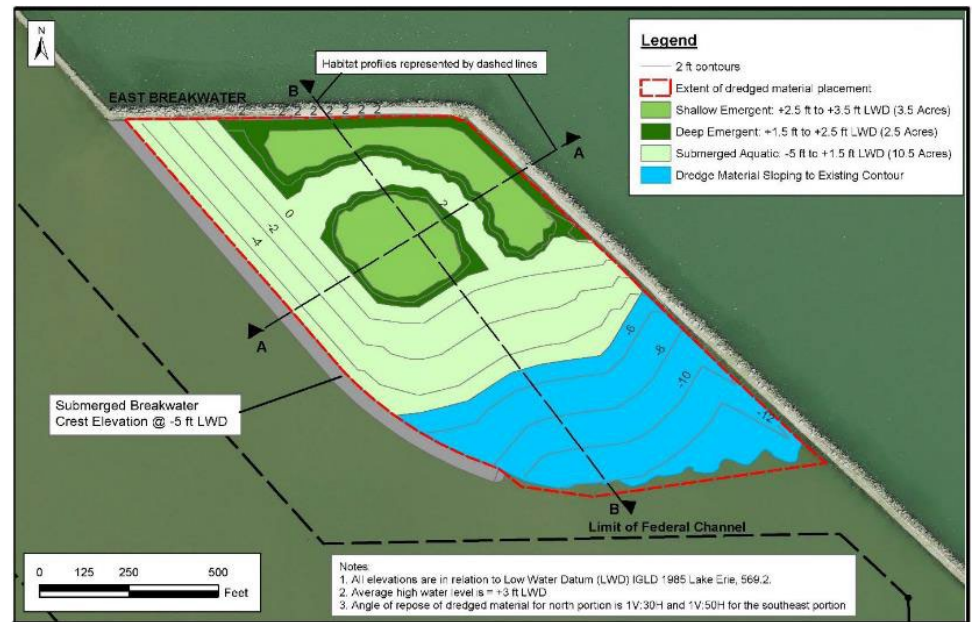 N
Habitat profiles represented by dashed lines
Legend
2 ft contours
Extent of dredged material placement
Shallow Emergent: +2.5 ft to +3.5 ft LWD (3.5 Acres)
Deep Emergent: +1.5 ft to +2.5 ft LWD (2.5 Acres)
Submerged Aquatic: -5 ft to +1.5 ft LWD (10.5 Acres)
Dredge Material Sloping to Existing Contour
B
EAST BREAKWATER
2 2 2 2 2 2 2
A
2
0
-2
-4
A
-6
-8
-10
-12
Submerged Breakwater
Crest Elevation @ -5 ft LWD
B
Limit of Federal Channel
0 125 250 500
Feet
Notes:
1. All elevations are in relation to Low Water Datum (LWD) IGLD 1985 Lake Erie, 569.2.
2. Average high water level is = +3 ft LWD
3. Angle of repose of dredged material for north portion is 1V:30H and 1V:50H for the southeast portion